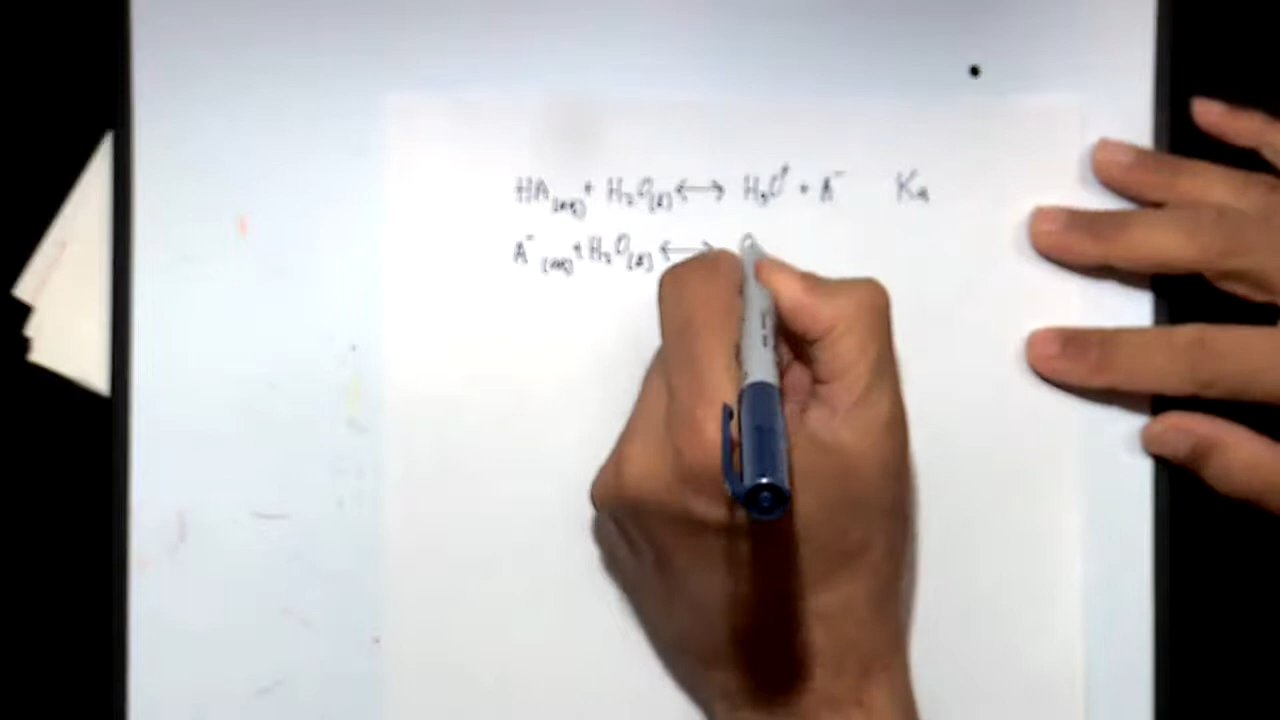 HA(aq) + H₂O(l) ⟷ H₃O⁺ + A⁻ Ka
A⁻(aq) + H₂O(l) ⟷ O